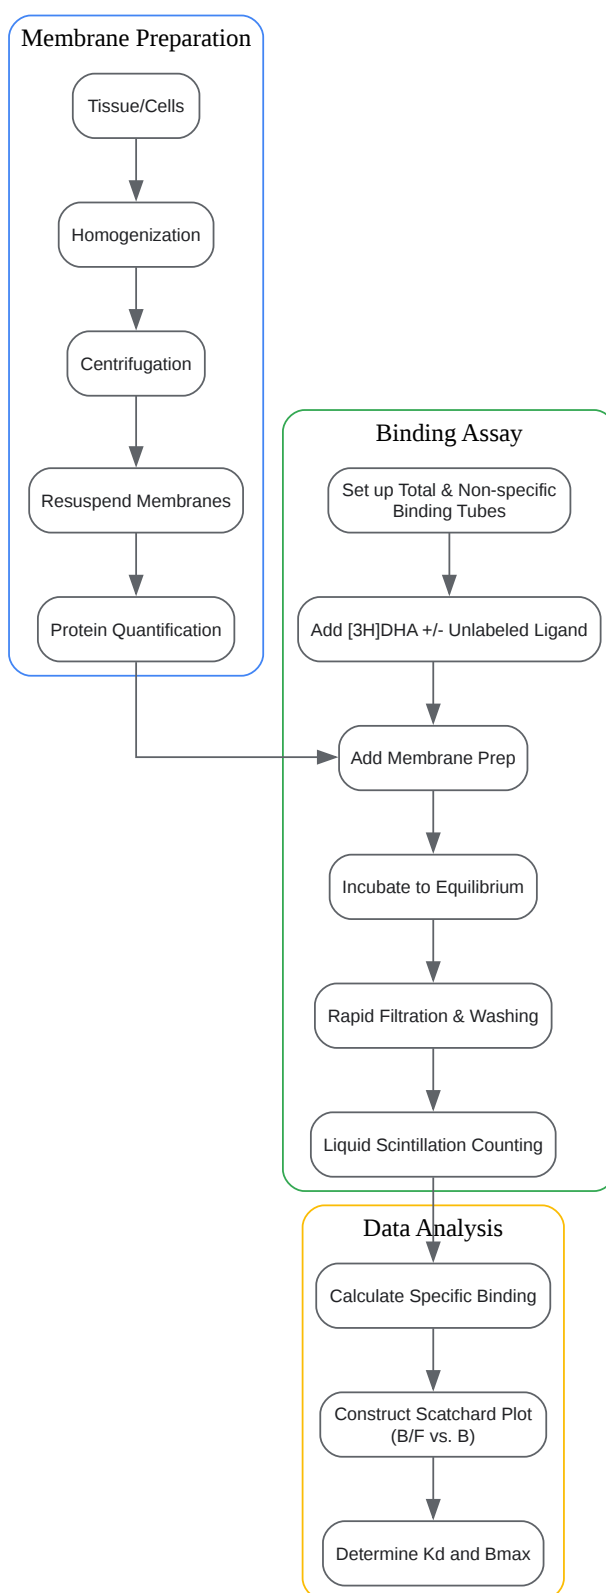 Membrane Preparation
Tissue/Cells
Homogenization
Centrifugation
Resuspend Membranes
Protein Quantification
Binding Assay
Set up Total & Non-specific
Binding Tubes
Add [3H]DHA +/- Unlabeled Ligand
Add Membrane Prep
Incubate to Equilibrium
Rapid Filtration & Washing
Liquid Scintillation Counting
Data Analysis
Calculate Specific Binding
Construct Scatchard Plot
(B/F vs. B)
Determine Kd and Bmax